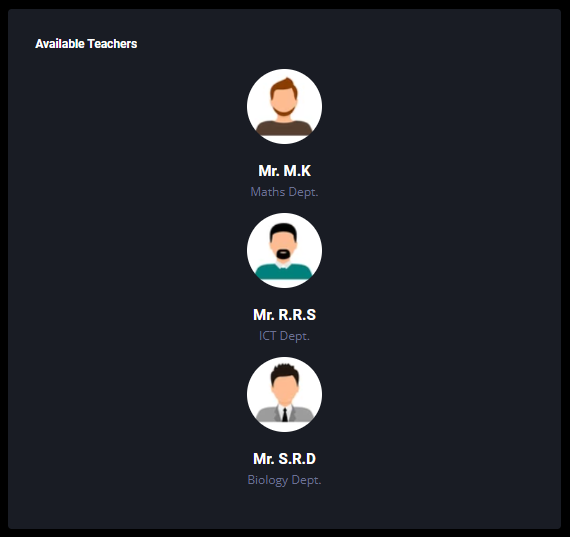 Available Teachers
Mr. M.K
Maths Dept.
Mr. R.R.S
ICT Dept.
Mr. S.R.D
Biology Dept.